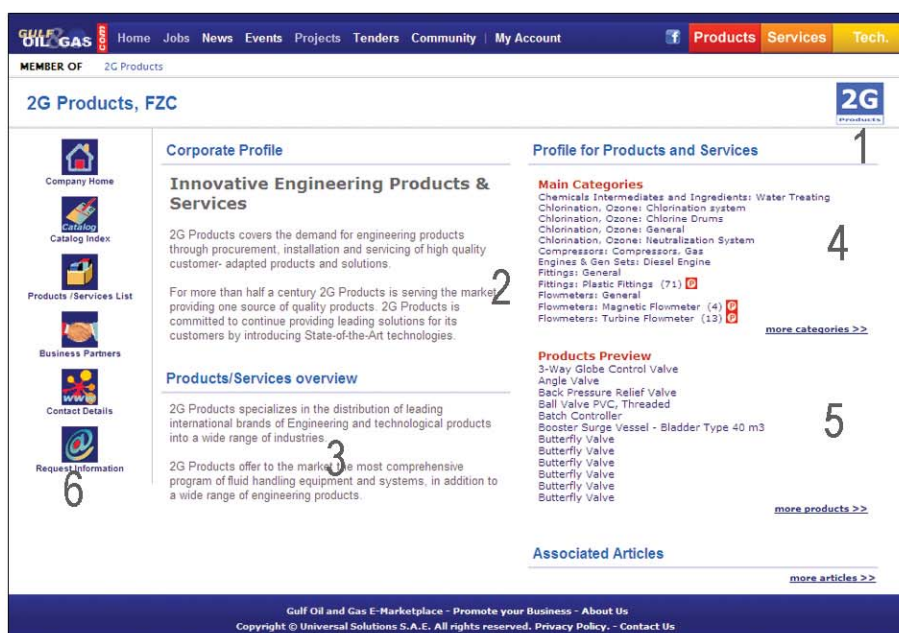 GULF OIL & GAS .com Home Jobs News Events Projects Tenders Community | My Account f Products Services Tech.
MEMBER OF 2G Products
2G Products, FZC
2G
Products
1
Company Home
Catalog
Catalog Index
Products /Services List
Business Partners
www
Contact Details
@
Request Information
6
Corporate Profile
Innovative Engineering Products &
Services
2G Products covers the demand for engineering products
through procurement, installation and servicing of high quality
customer- adapted products and solutions.
2
For more than half a century 2G Products is serving the market
providing one source of quality products. 2G Products is
committed to continue providing leading solutions for its
customers by introducing State-of-the-Art technologies.
Products/Services overview
2G Products specializes in the distribution of leading
international brands of Engineering and technological products
into a wide range of industries.
3
2G Products offer to the market the most comprehensive
program of fluid handling equipment and systems, in addition to
a wide range of engineering products.
Profile for Products and Services
Main Categories
Chemicals Intermediates and Ingredients: Water Treating
Chlorination, Ozone: Chlorination system
Chlorination, Ozone: Chlorine Drums
Chlorination, Ozone: General
Chlorination, Ozone: Neutralization System
Compressors: Compressors, Gas
Engines & Gen Sets: Diesel Engine
Fittings: General
Fittings: Plastic Fittings (71) P
Flowmeters: General
Flowmeters: Magnetic Flowmeter (4) P
Flowmeters: Turbine Flowmeter (13) P
4
more categories >>
Products Preview
3-Way Globe Control Valve
Angle Valve
Back Pressure Relief Valve
Ball Valve PVC, Threaded
Batch Controller
Booster Surge Vessel - Bladder Type 40 m3
Butterfly Valve
Butterfly Valve
Butterfly Valve
Butterfly Valve
Butterfly Valve
Butterfly Valve
Butterfly Valve
5
more products >>
Associated Articles
more articles >>
Gulf Oil and Gas E-Marketplace - Promote your Business - About Us
Copyright © Universal Solutions S.A.E. All rights reserved. Privacy Policy. - Contact Us